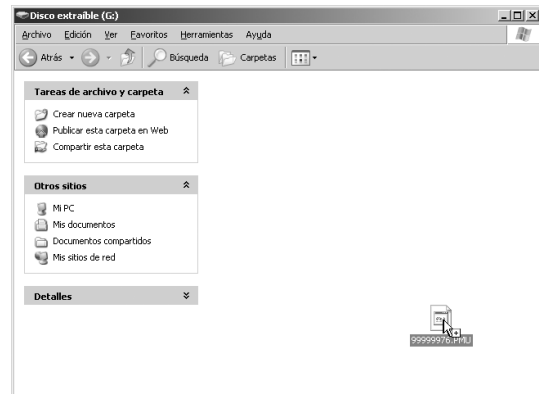 Disco extraíble (G:)
Archivo Edición Ver Favoritos Herramientas Ayuda
Atrás Búsqueda Carpetas
Tareas de archivo y carpeta
Crear nueva carpeta
Publicar esta carpeta en Web
Compartir esta carpeta
Otros sitios
Mi PC
Mis documentos
Documentos compartidos
Mis sitios de red
Detalles
99999976.PMU